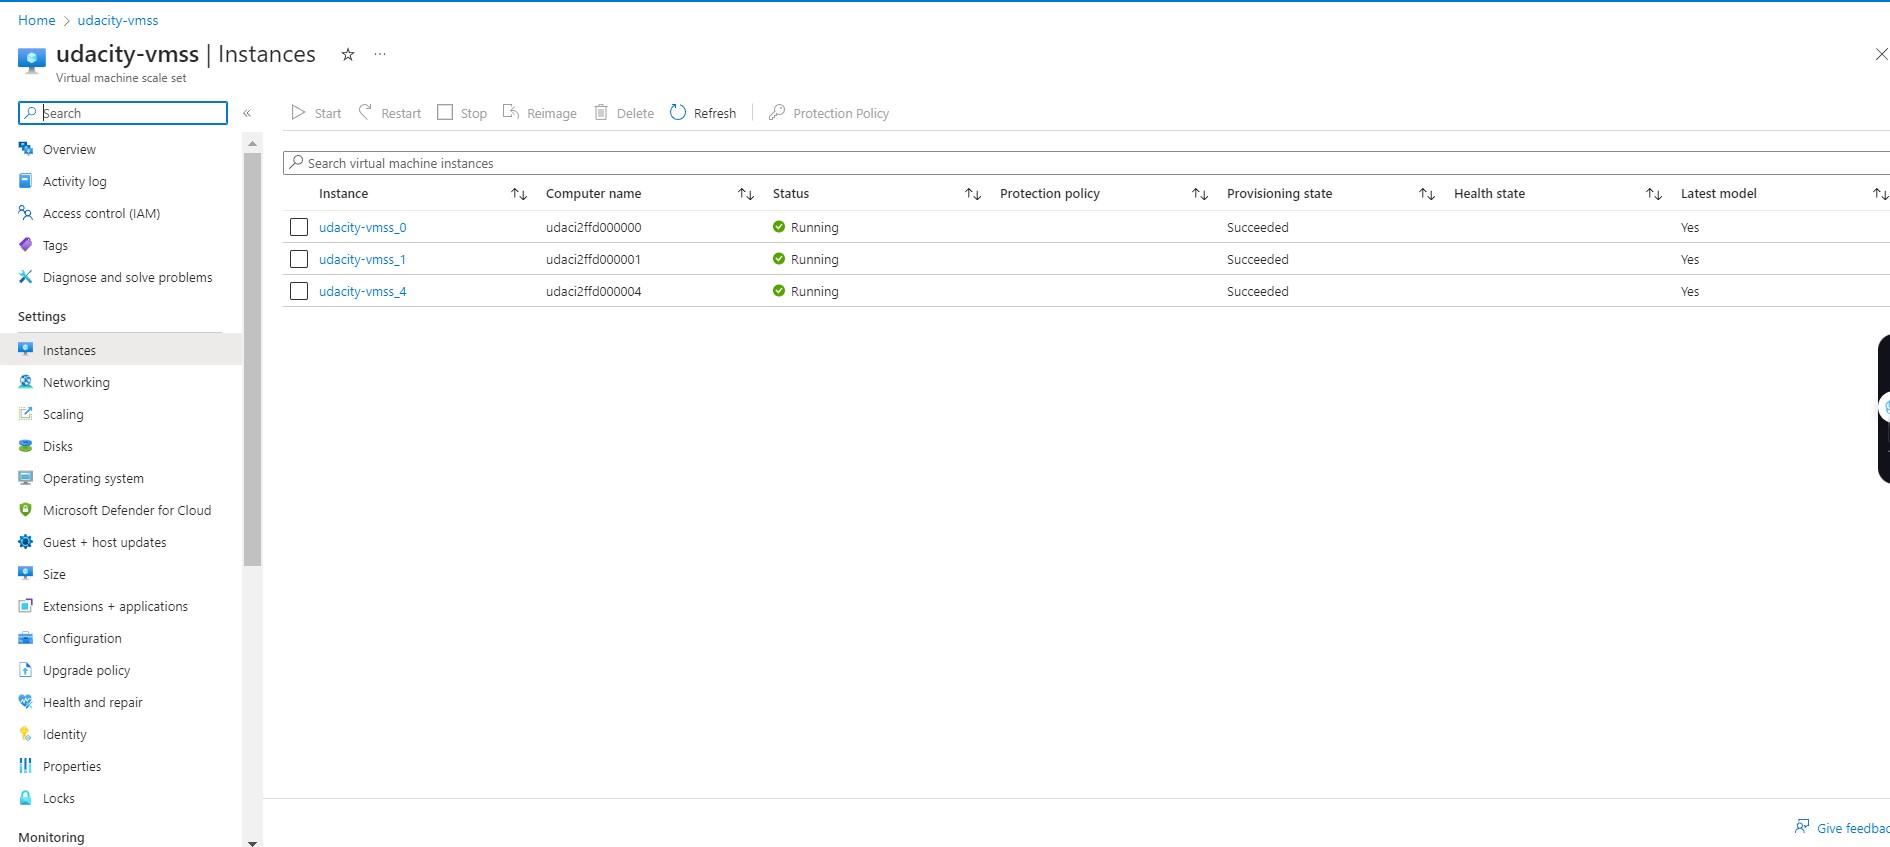 Home > udacity-vmss
udacity-vmss | Instances
Virtual machine scale set
Search
Start Restart Stop Reimage Delete Refresh Protection Policy
Overview
Activity log
Access control (IAM)
Tags
Diagnose and solve problems
Settings
Instances
Networking
Scaling
Disks
Operating system
Microsoft Defender for Cloud
Guest + host updates
Size
Extensions + applications
Configuration
Upgrade policy
Health and repair
Identity
Properties
Locks
Monitoring
Search virtual machine instances
Instance Computer name Status Protection policy Provisioning state Health state Latest model
udacity-vmss_0 udaci2ffd000000 Running Succeeded Yes
udacity-vmss_1 udaci2ffd000001 Running Succeeded Yes
udacity-vmss_4 udaci2ffd000004 Running Succeeded Yes
Give feedbac